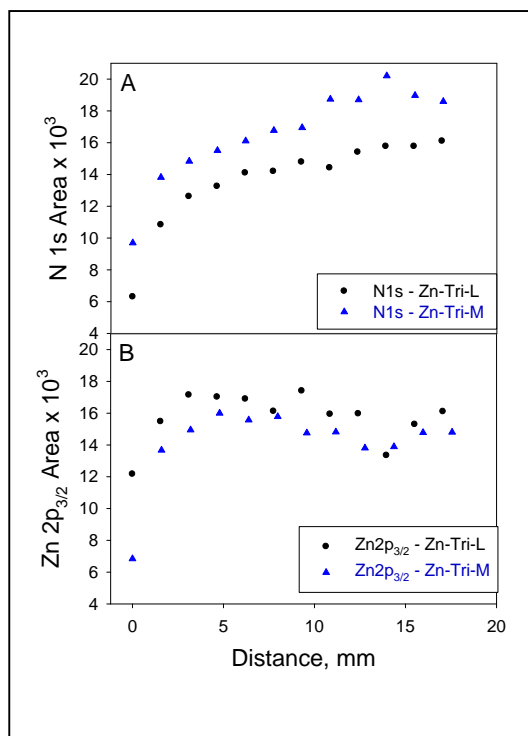 A
N 1s Area x 10³
20
18
16
14
12
10
8
6
4
N1s - Zn-Tri-L
N1s - Zn-Tri-M
B
Zn 2p3/2 Area x 10³
20
18
16
14
12
10
8
6
4
Zn2p3/2 - Zn-Tri-L
Zn2p3/2 - Zn-Tri-M
0 5 10 15 20
Distance, mm